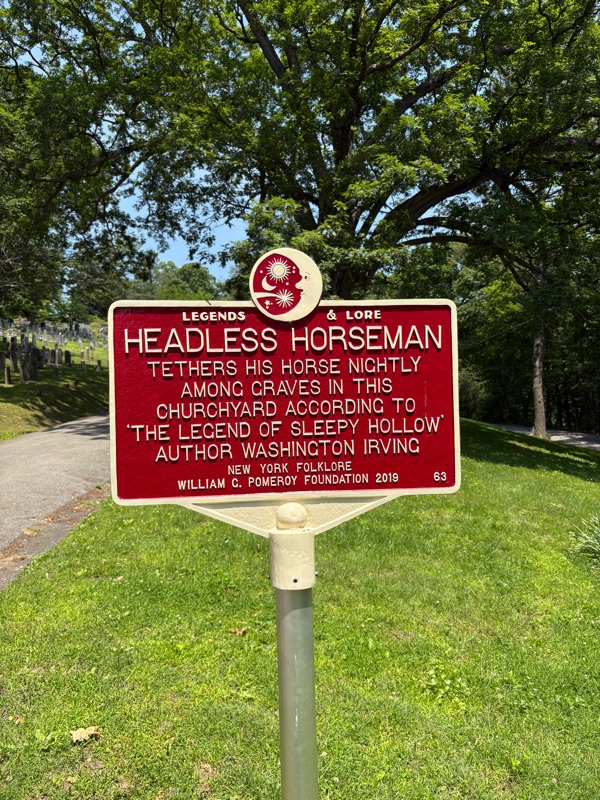 LEGENDS & LORE
HEADLESS HORSEMAN
TETHERS HIS HORSE NIGHTLY
AMONG GRAVES IN THIS
CHURCHYARD ACCORDING TO
'THE LEGEND OF SLEEPY HOLLOW'
AUTHOR WASHINGTON IRVING
NEW YORK FOLKLORE
WILLIAM G. POMEROY FOUNDATION 2019 63